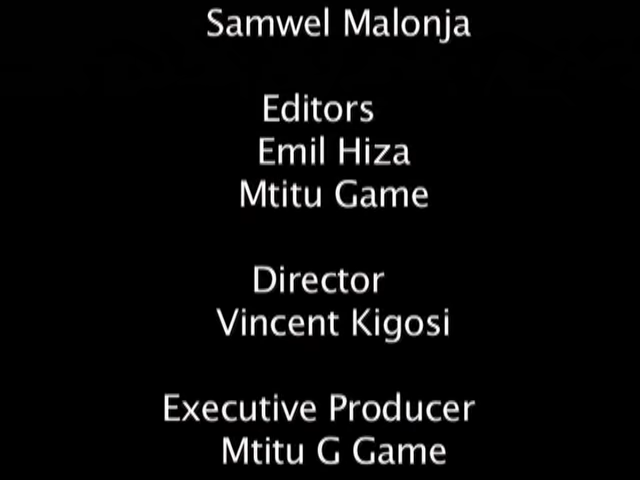 Samwel Malonja
Editors
Emil Hiza
Mtitu Game
Director
Vincent Kigosi
Executive Producer
Mtitu G Game